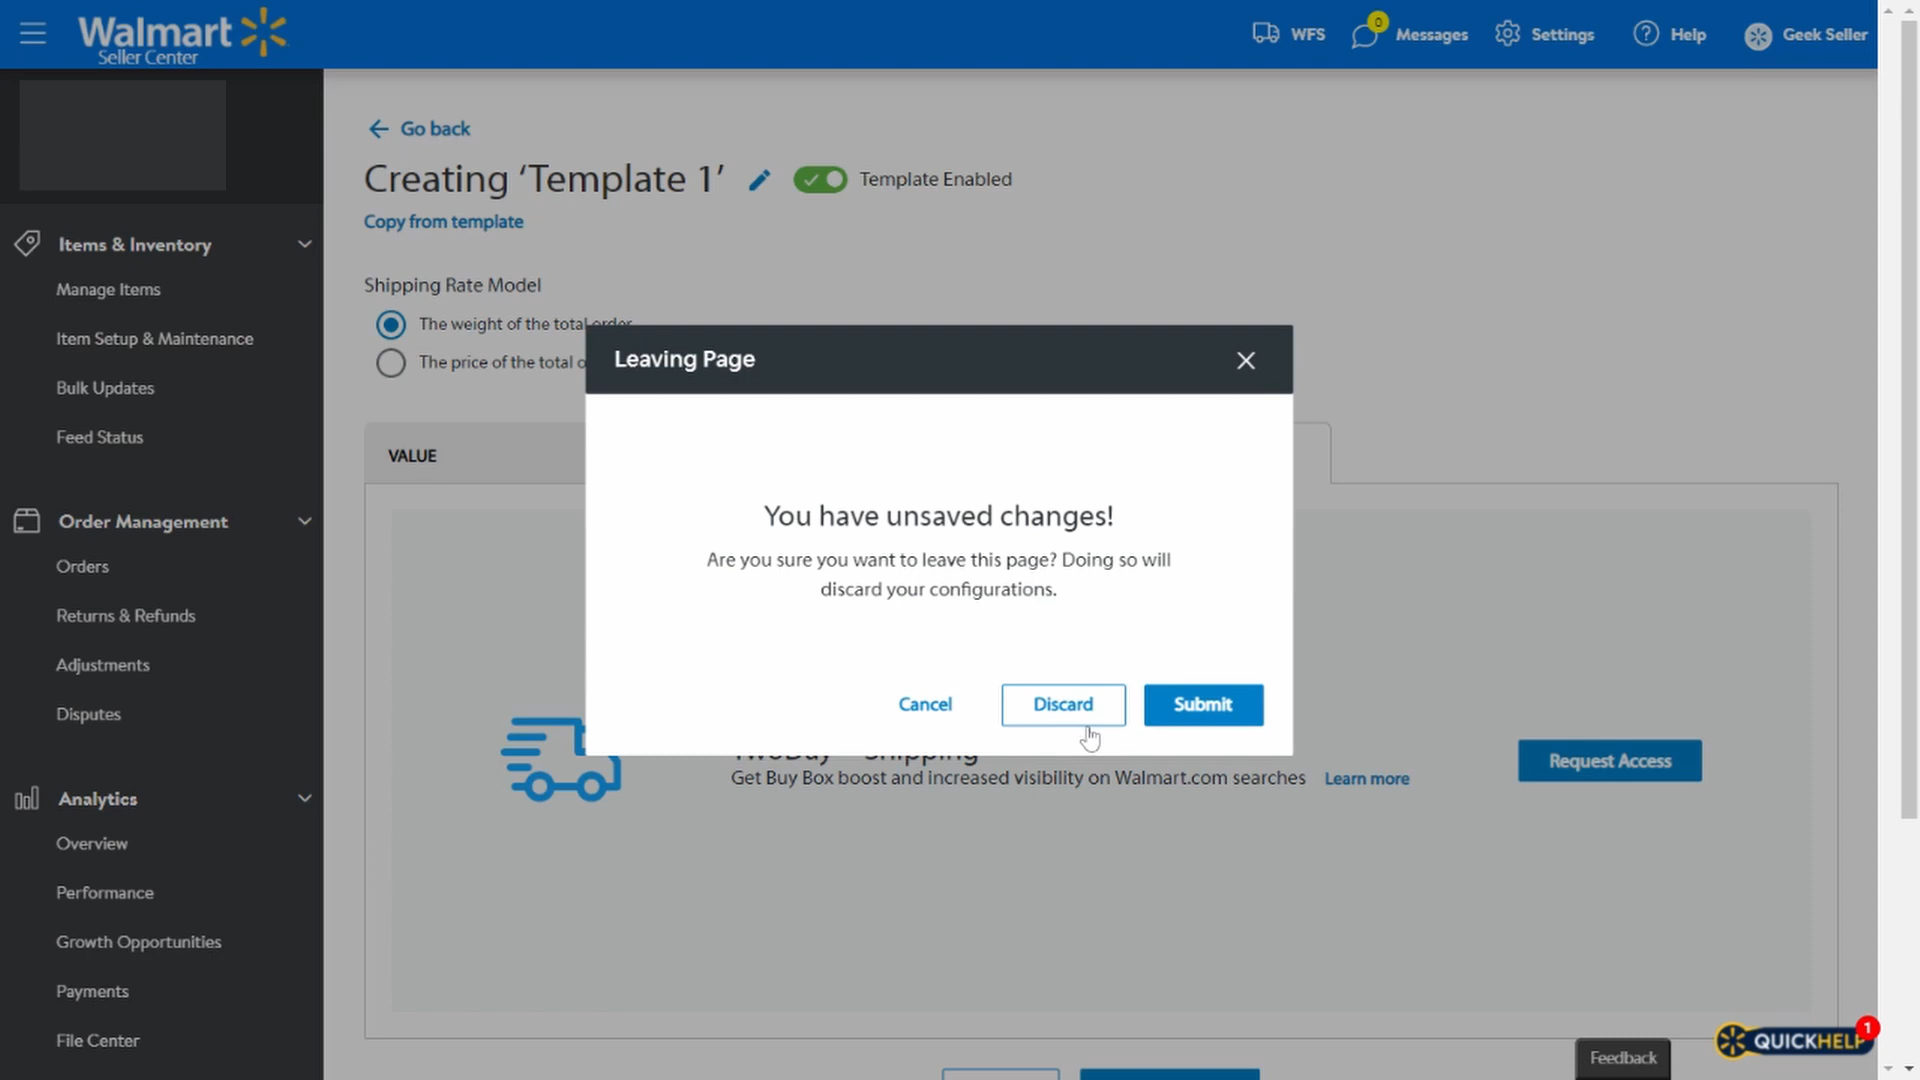 Walmart
Seller Center
WFS
0
Messages
Settings
Help
Geek Seller
Go back
Creating ‘Template 1’
Template Enabled
Copy from template
Items & Inventory
Manage Items
Item Setup & Maintenance
Bulk Updates
Feed Status
Order Management
Orders
Returns & Refunds
Adjustments
Disputes
Analytics
Overview
Performance
Growth Opportunities
Payments
File Center
Shipping Rate Model
The weight of the total order
The price of the total o
VALUE
Leaving Page
You have unsaved changes!
Are you sure you want to leave this page? Doing so will
discard your configurations.
Cancel
Discard
Submit
TwoDay Shipping
Get Buy Box boost and increased visibility on Walmart.com searches Learn more
Request Access
Feedback
QUICKHELP
1